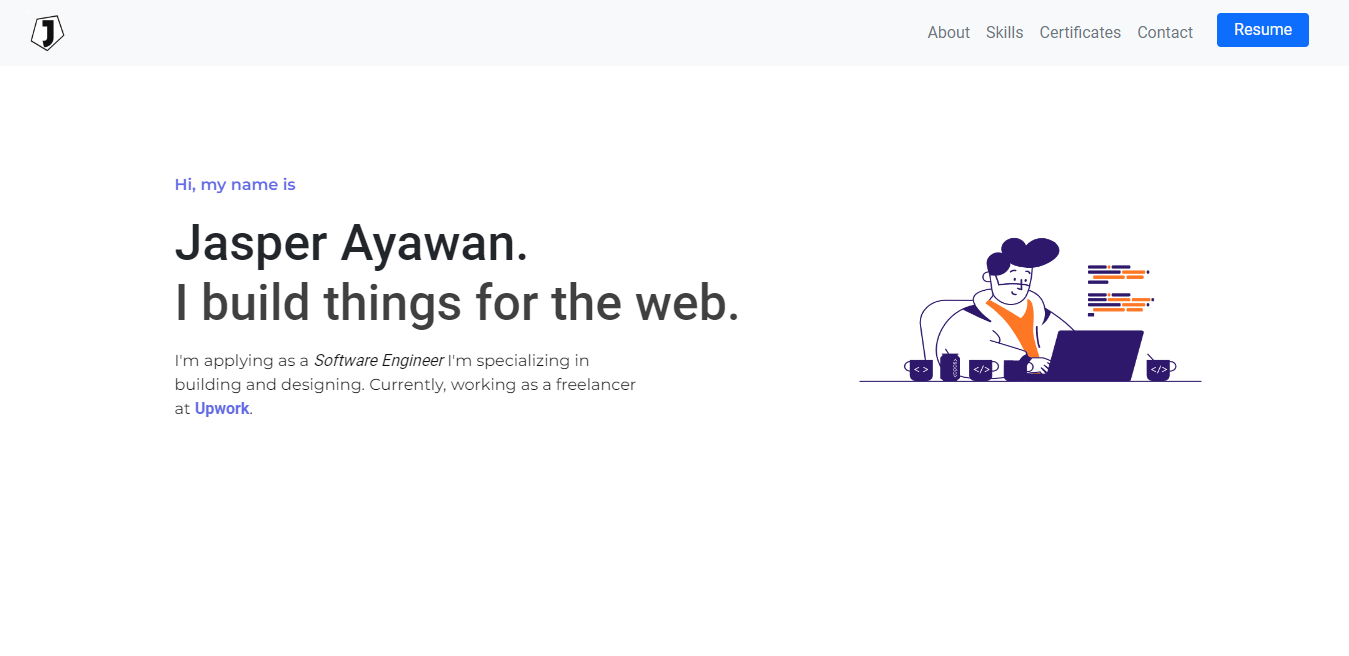 J
About Skills Certificates Contact Resume
Hi, my name is
Jasper Ayawan.
I build things for the web.
I'm applying as a Software Engineer I'm specializing in
building and designing. Currently, working as a freelancer
at Upwork.
< >
</>
</>